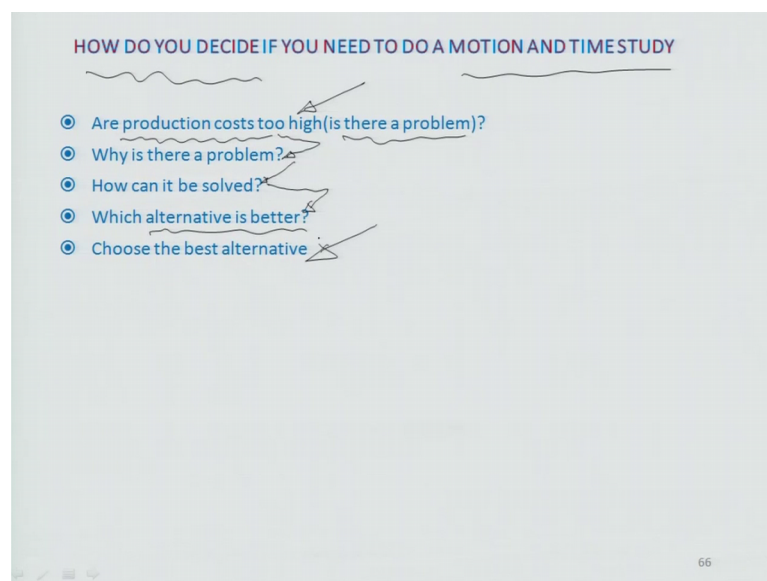 HOW DO YOU DECIDE IF YOU NEED TO DO A MOTION AND TIME STUDY
Are production costs too high(is there a problem)?
Why is there a problem?
How can it be solved?
Which alternative is better?
Choose the best alternative
66